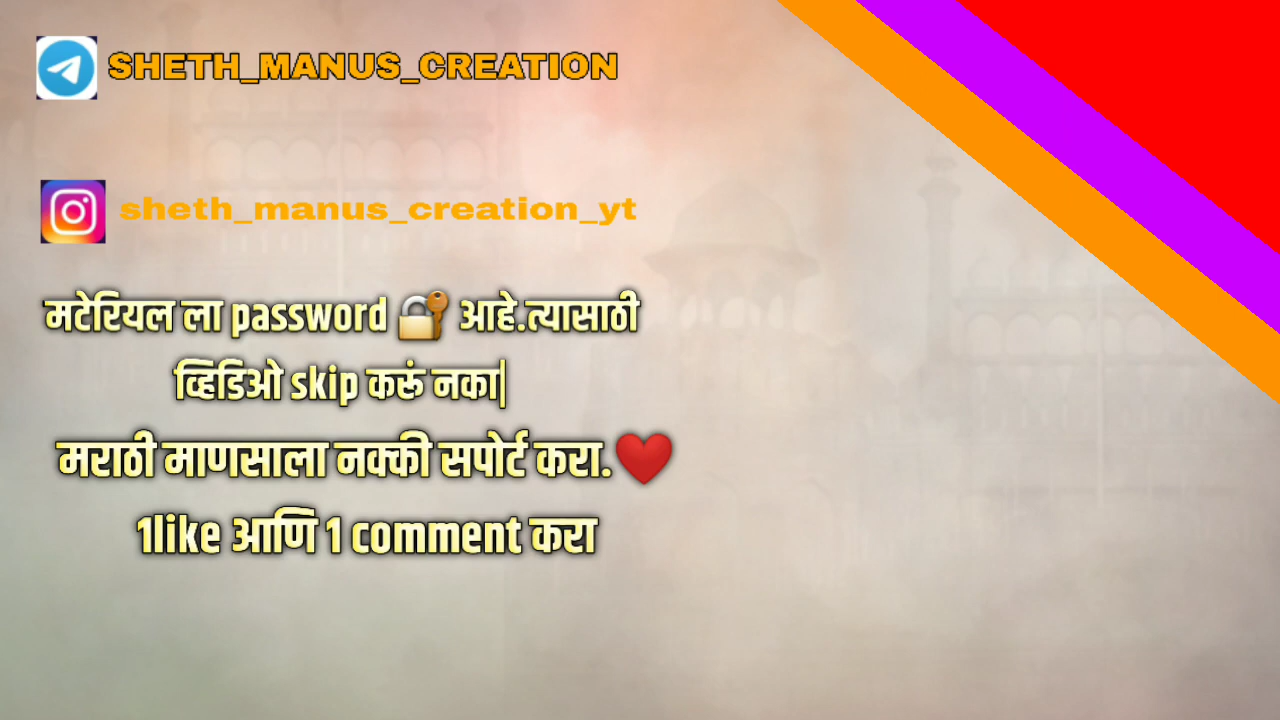 SHETH_MANUS_CREATION
sheth_manus_creation_yt
मटेरियल ला password 🔐 आहे.त्यासाठी
व्हिडिओ skip करूं नका|
मराठी माणसाला नक्की सपोर्ट करा.❤️
1like आणि 1 comment करा